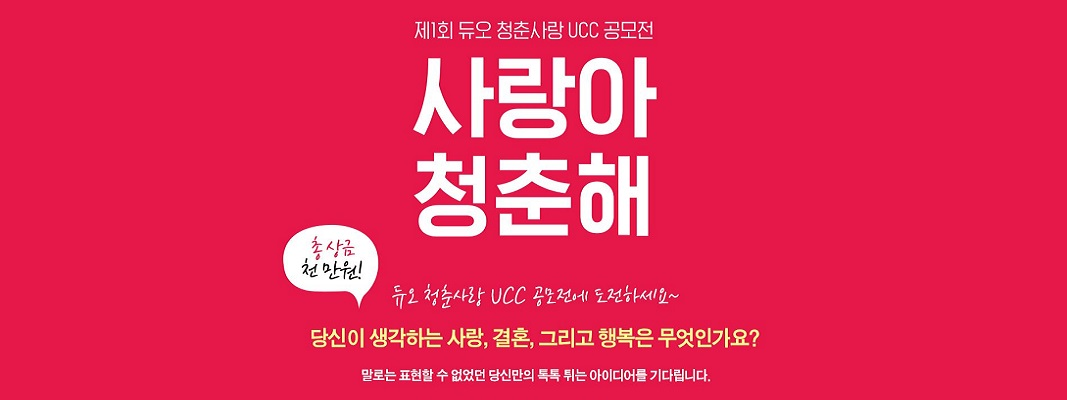 제1회 듀오 청춘사랑 UCC 공모전
사랑아
청춘해
총 상금
천 만원!
듀오 청춘사랑 UCC 공모전에 도전하세요~
당신이 생각하는 사랑, 결혼, 그리고 행복은 무엇인가요?
말로는 표현할 수 없었던 당신만의 톡톡 튀는 아이디어를 기다립니다.